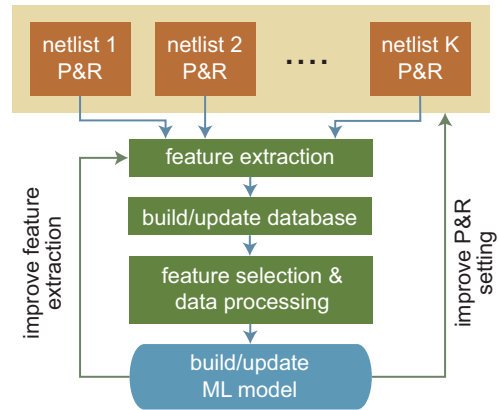 netlist 1
P&R
netlist 2
P&R
....
netlist K
P&R
feature extraction
build/update database
feature selection &
data processing
build/update
ML model
improve feature
extraction
improve P&R
setting